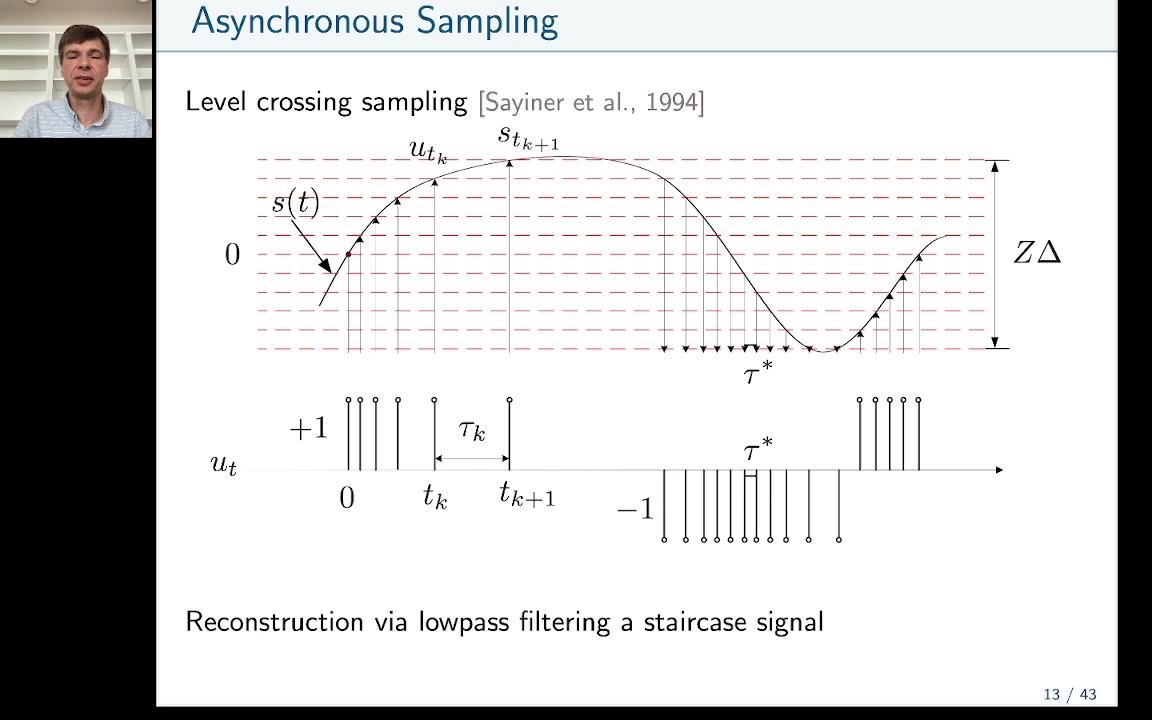 Asynchronous Sampling
Level crossing sampling [Sayiner et al., 1994]
u_{t_k}
s_{t_{k+1}}
s(t)
0
ZΔ
τ*
+1
τ_k
τ*
u_t
0
t_k
t_{k+1}
−1
Reconstruction via lowpass filtering a staircase signal
13 / 43